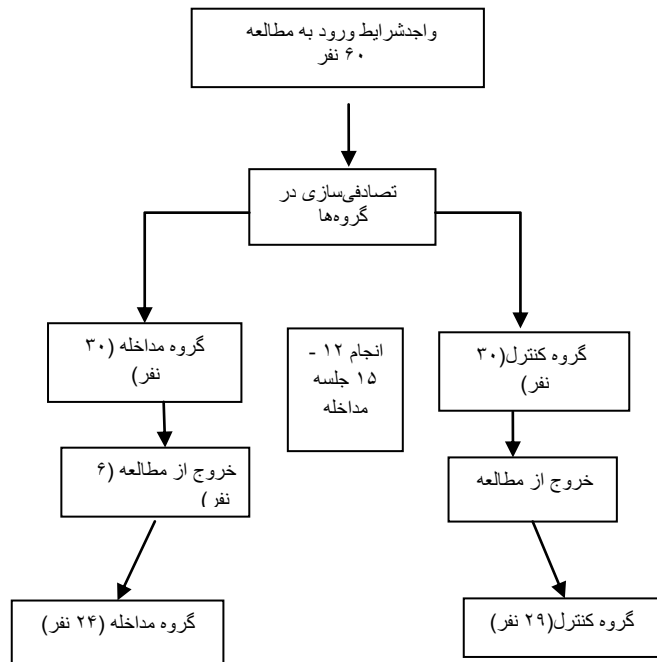 واجدشرایط ورود به مطالعه
۶۰ نفر
تصادفی‌سازی در
گروه‌ها
گروه کنترل(۳۰
نفر)
انجام ۱۲ -
۱۵ جلسه
مداخله
گروه مداخله (۳۰
نفر)
خروج از مطالعه
خروج از مطالعه (۶
نفر)
گروه کنترل(۲۹ نفر)
گروه مداخله (۲۴ نفر)